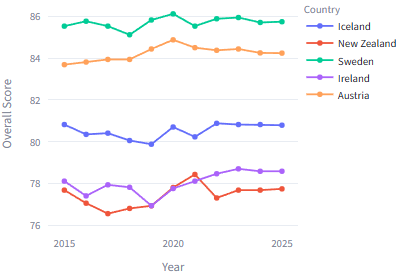 Country
Iceland
New Zealand
Sweden
Ireland
Austria
Overall Score
86
84
82
80
78
76
2015
2020
2025
Year